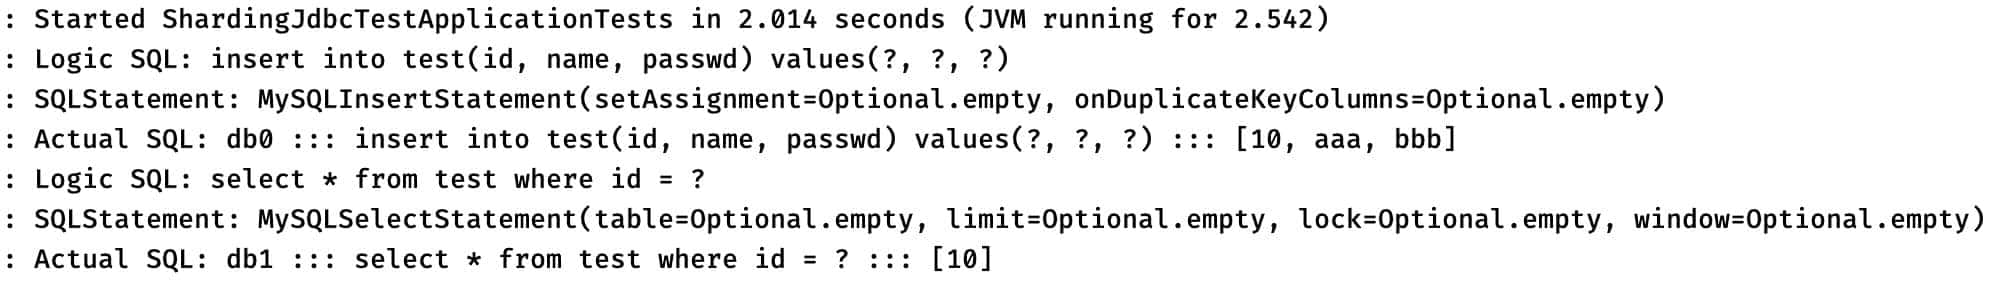 : Started ShardingJdbcTestApplicationTests in 2.014 seconds (JVM running for 2.542)
: Logic SQL: insert into test(id, name, passwd) values(?, ?, ?)
: SQLStatement: MySQLInsertStatement(setAssignment=Optional.empty, onDuplicateKeyColumns=Optional.empty)
: Actual SQL: db0 ::: insert into test(id, name, passwd) values(?, ?, ?) ::: [10, aaa, bbb]
: Logic SQL: select * from test where id = ?
: SQLStatement: MySQLSelectStatement(table=Optional.empty, limit=Optional.empty, lock=Optional.empty, window=Optional.empty)
: Actual SQL: db1 ::: select * from test where id = ? ::: [10]